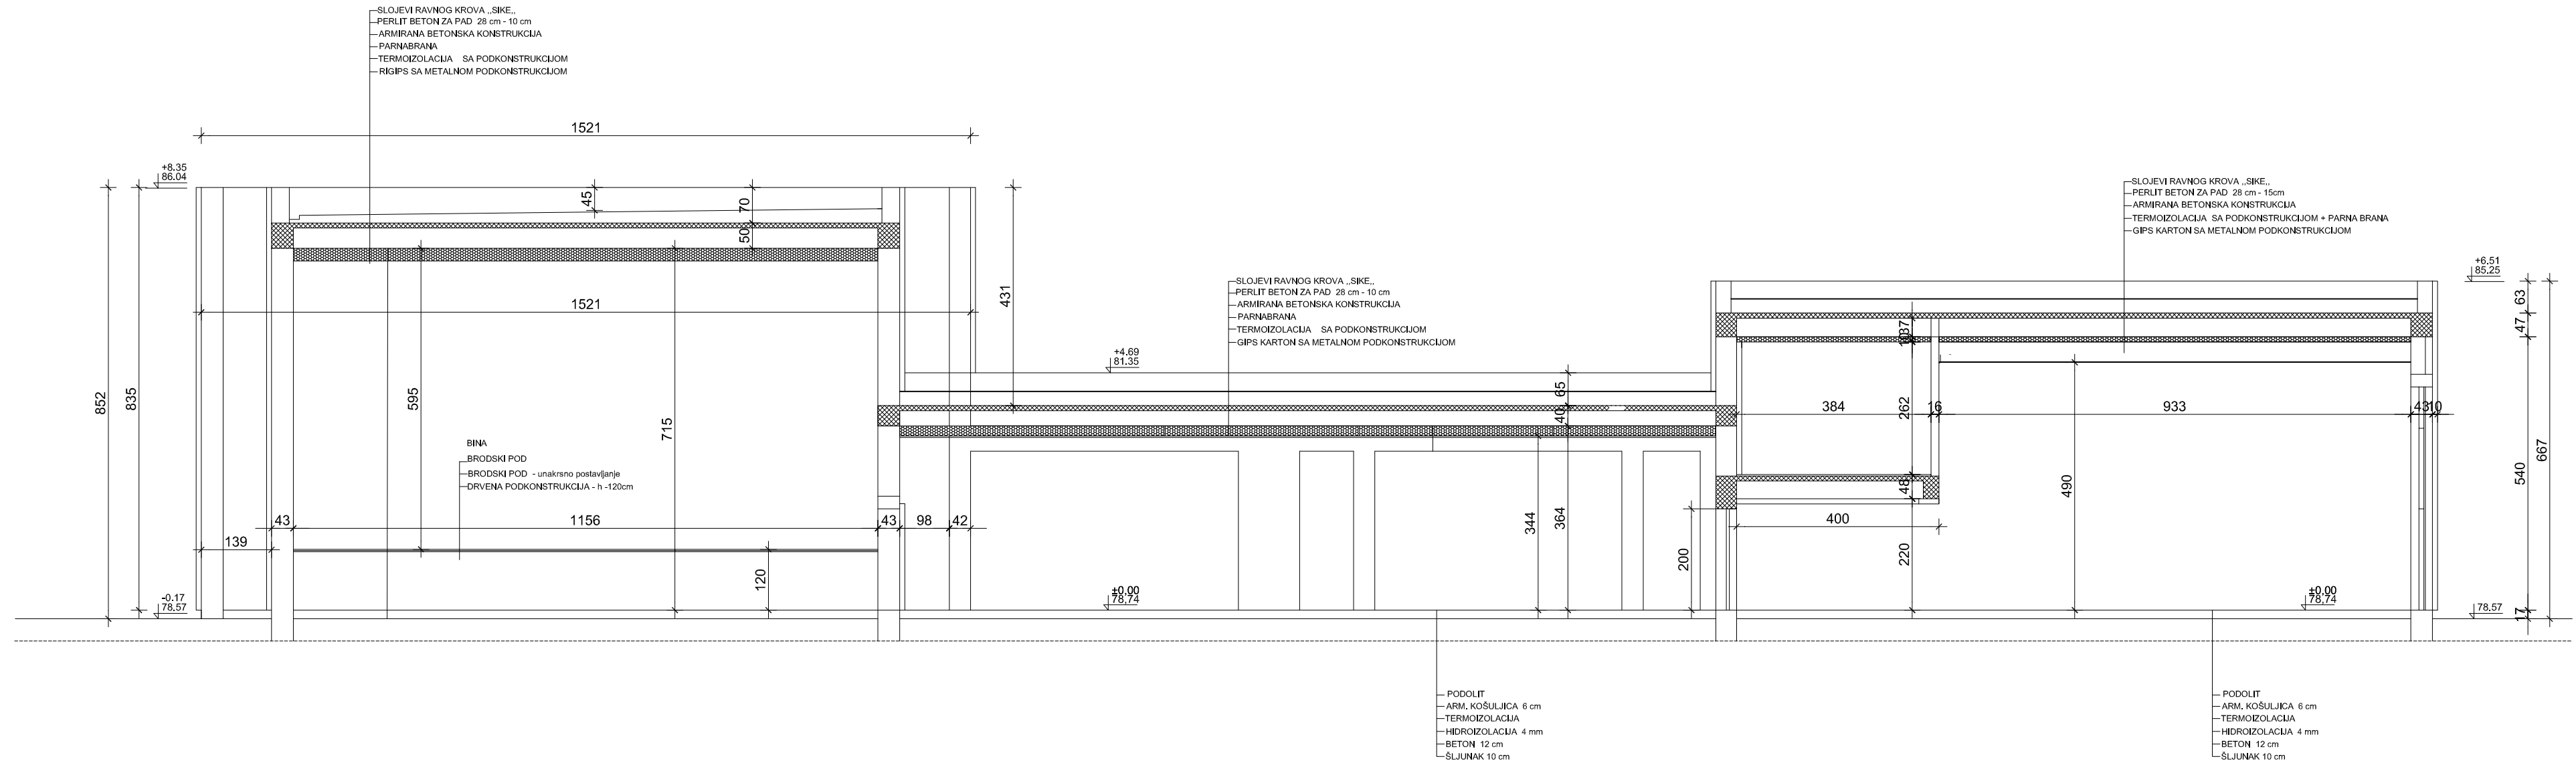 SLOJEVI RAVNOG KROVA ,,SIKE,,
PERLIT BETON ZA PAD 28 cm - 10 cm
ARMIRANA BETONSKA KONSTRUKCIJA
PARNABRANA
TERMOIZOLACIJA SA PODKONSTRUKCIJOM
RIGIPS SA METALNOM PODKONSTRUKCIJOM
1521
+8.35
86.04
45
70
50
1521
431
852
835
595
715
BINA
BRODSKI POD
BRODSKI POD - unakrsno postavljanje
DRVENA PODKONSTRUKCIJA - h -120cm
43
1156
43
98
42
139
120
-0.17
78.57
SLOJEVI RAVNOG KROVA ,,SIKE,,
PERLIT BETON ZA PAD 28 cm - 10 cm
ARMIRANA BETONSKA KONSTRUKCIJA
PARNABRANA
TERMOIZOLACIJA SA PODKONSTRUKCIJOM
GIPS KARTON SA METALNOM PODKONSTRUKCIJOM
+4.69
81.35
65
40
344
364
200
±0.00
78,74
SLOJEVI RAVNOG KROVA ,,SIKE,,
PERLIT BETON ZA PAD 28 cm - 15cm
ARMIRANA BETONSKA KONSTRUKCIJA
TERMOIZOLACIJA SA PODKONSTRUKCIJOM + PARNA BRANA
GIPS KARTON SA METALNOM PODKONSTRUKCIJOM
+6.51
85.25
63
47
37
10
384
16
262
933
43
10
667
540
490
48
400
220
±0.00
78,74
78.57
17
PODOLIT
ARM. KOŠULJICA 6 cm
TERMOIZOLACIJA
HIDROIZOLACIJA 4 mm
BETON 12 cm
ŠLJUNAK 10 cm
PODOLIT
ARM. KOŠULJICA 6 cm
TERMOIZOLACIJA
HIDROIZOLACIJA 4 mm
BETON 12 cm
ŠLJUNAK 10 cm